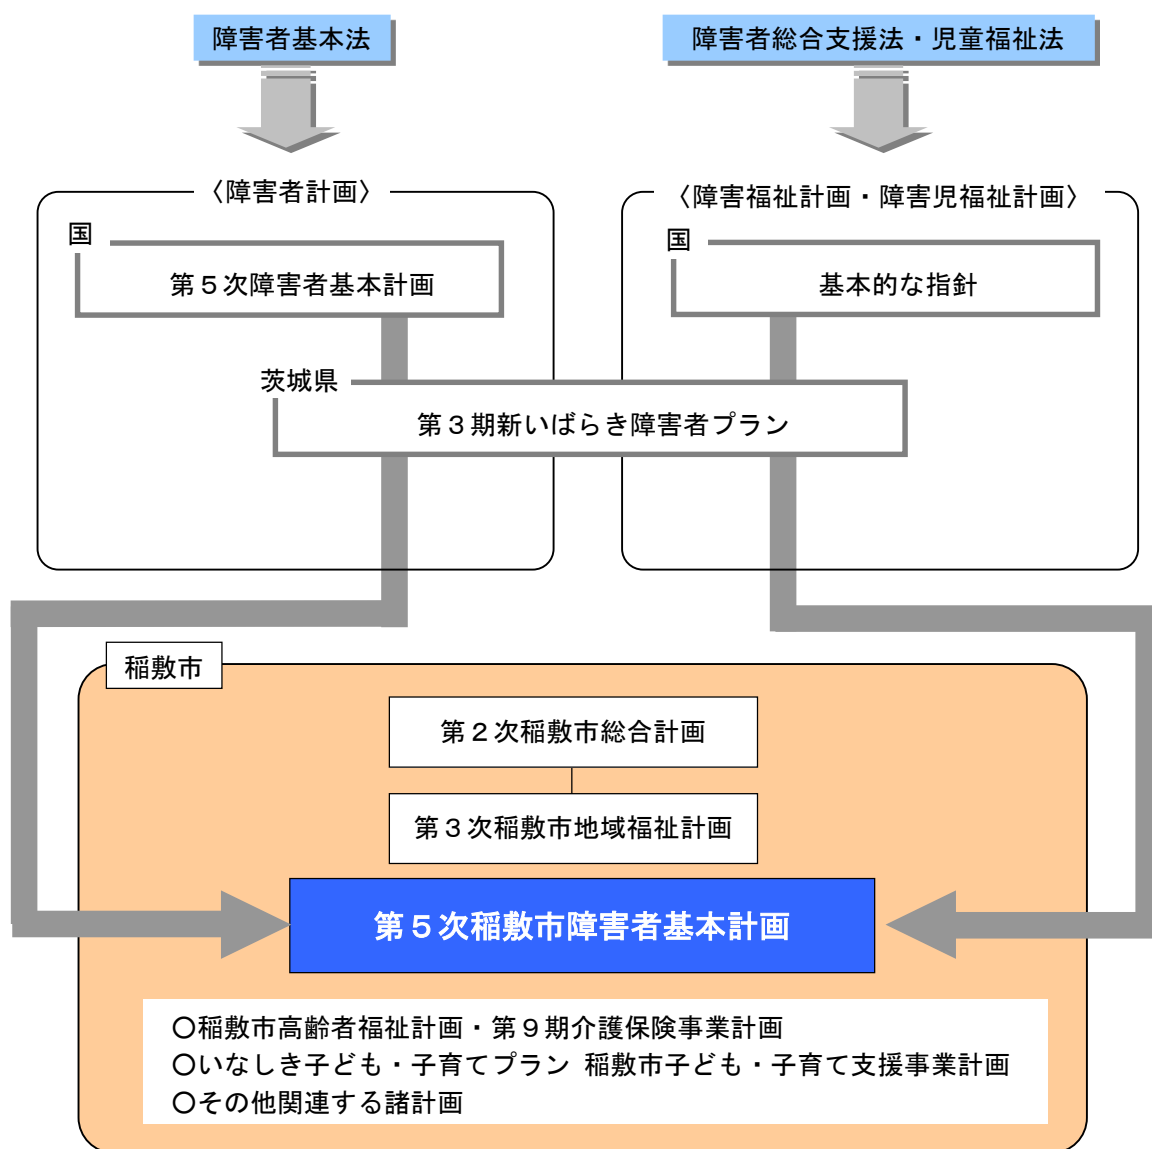 障害者基本法
障害者総合支援法・児童福祉法
〈障害者計画〉
〈障害福祉計画・障害児福祉計画〉
国
第５次障害者基本計画
国
基本的な指針
茨城県
第３期新いばらき障害者プラン
稲敷市
第２次稲敷市総合計画
第３次稲敷市地域福祉計画
第５次稲敷市障害者基本計画
〇稲敷市高齢者福祉計画・第９期介護保険事業計画
〇いなしき子ども・子育てプラン 稲敷市子ども・子育て支援事業計画
〇その他関連する諸計画